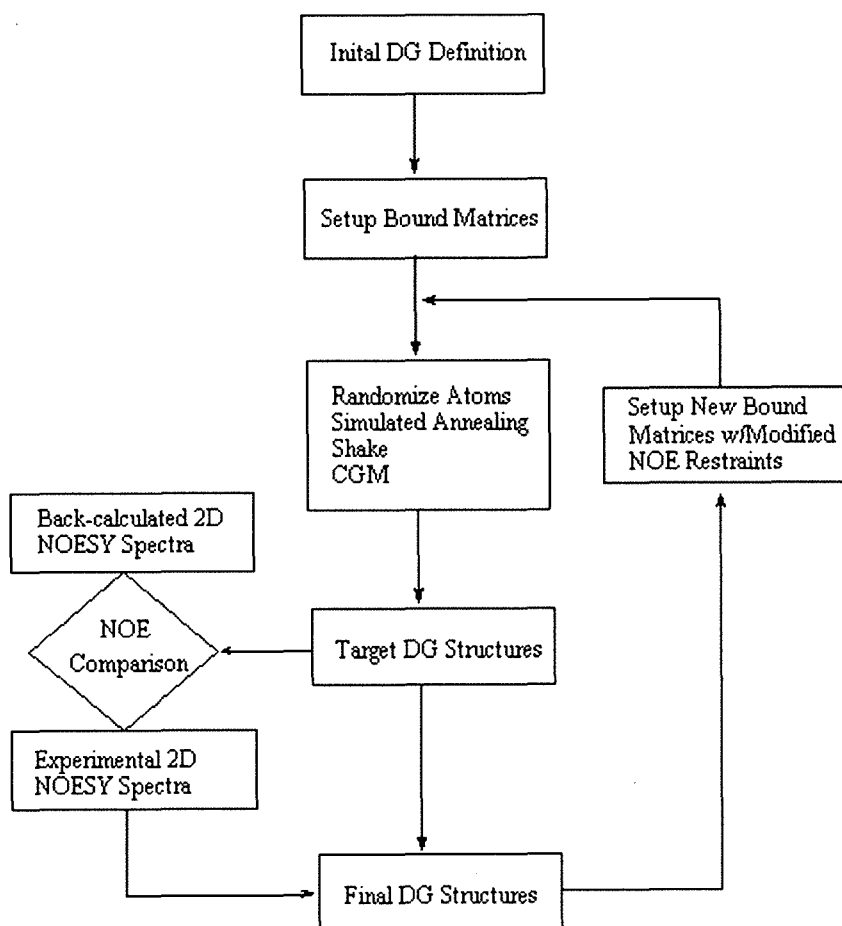 Inital DG Definition
Setup Bound Matrices
Randomize Atoms
Simulated Annealing
Shake
CGM
Setup New Bound
Matrices w/Modified
NOE Restraints
Back-calculated 2D
NOESY Spectra
NOE
Comparison
Target DG Structures
Experimental 2D
NOESY Spectra
Final DG Structures